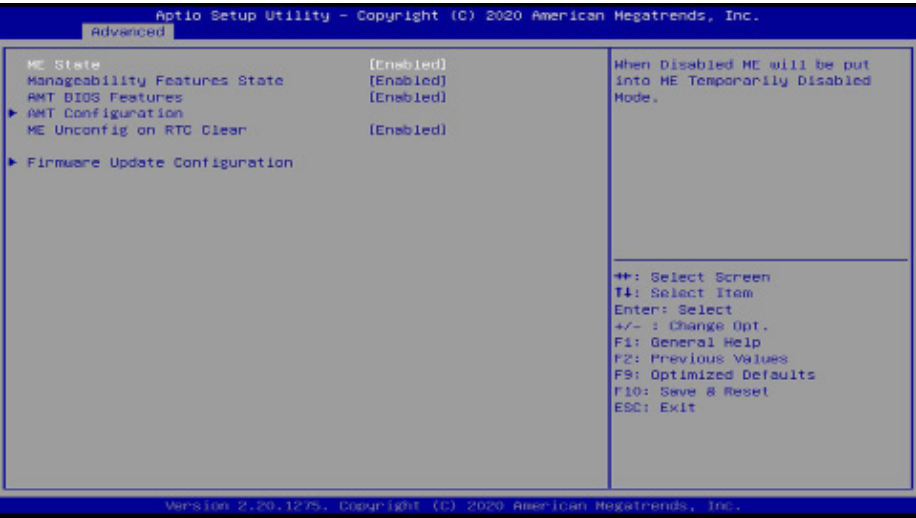 Aptio Setup Utility – Copyright (C) 2020 American Megatrends, Inc.
Advanced
ME State [Enabled]
Manageability Features State [Enabled]
AMT BIOS Features [Enabled]
► AMT Configuration
ME Unconfig on RTC Clear [Enabled]
► Firmware Update Configuration
When Disabled ME will be put
into ME Temporarily Disabled
Mode.
→←: Select Screen
↑↓: Select Item
Enter: Select
+/- : Change Opt.
F1: General Help
F2: Previous Values
F9: Optimized Defaults
F10: Save & Reset
ESC: Exit
Version 2.20.1275. Copyright (C) 2020 American Megatrends, Inc.